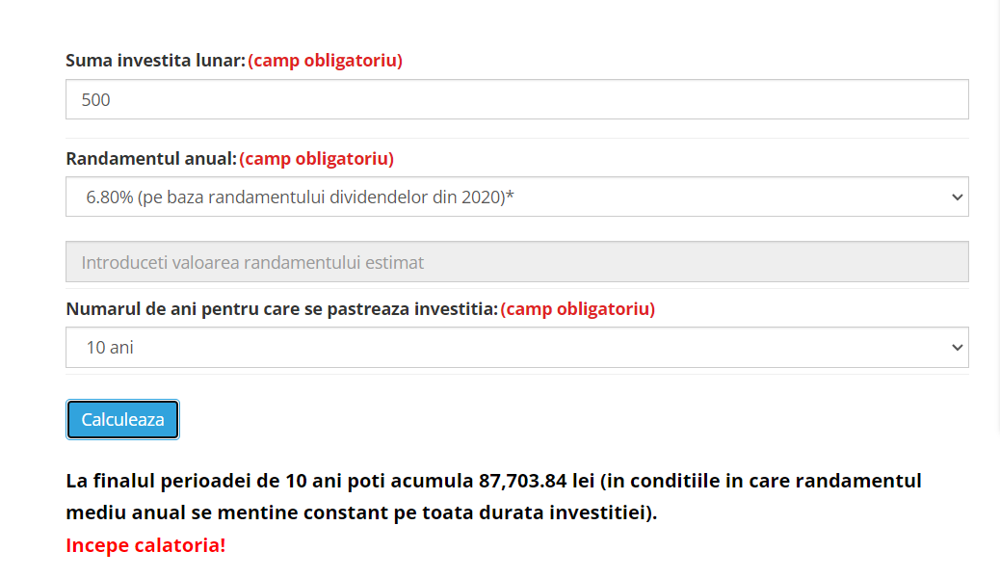 Suma investita lunar: (camp obligatoriu)
500
Randamentul anual: (camp obligatoriu)
6.80% (pe baza randamentului dividendelor din 2020)*
Introduceti valoarea randamentului estimat
Numarul de ani pentru care se pastreaza investitia: (camp obligatoriu)
10 ani
Calculeaza
La finalul perioadei de 10 ani poti acumula 87,703.84 lei (in conditiile in care randamentul
mediu anual se mentine constant pe toata durata investitiei).
Incepe calatoria!